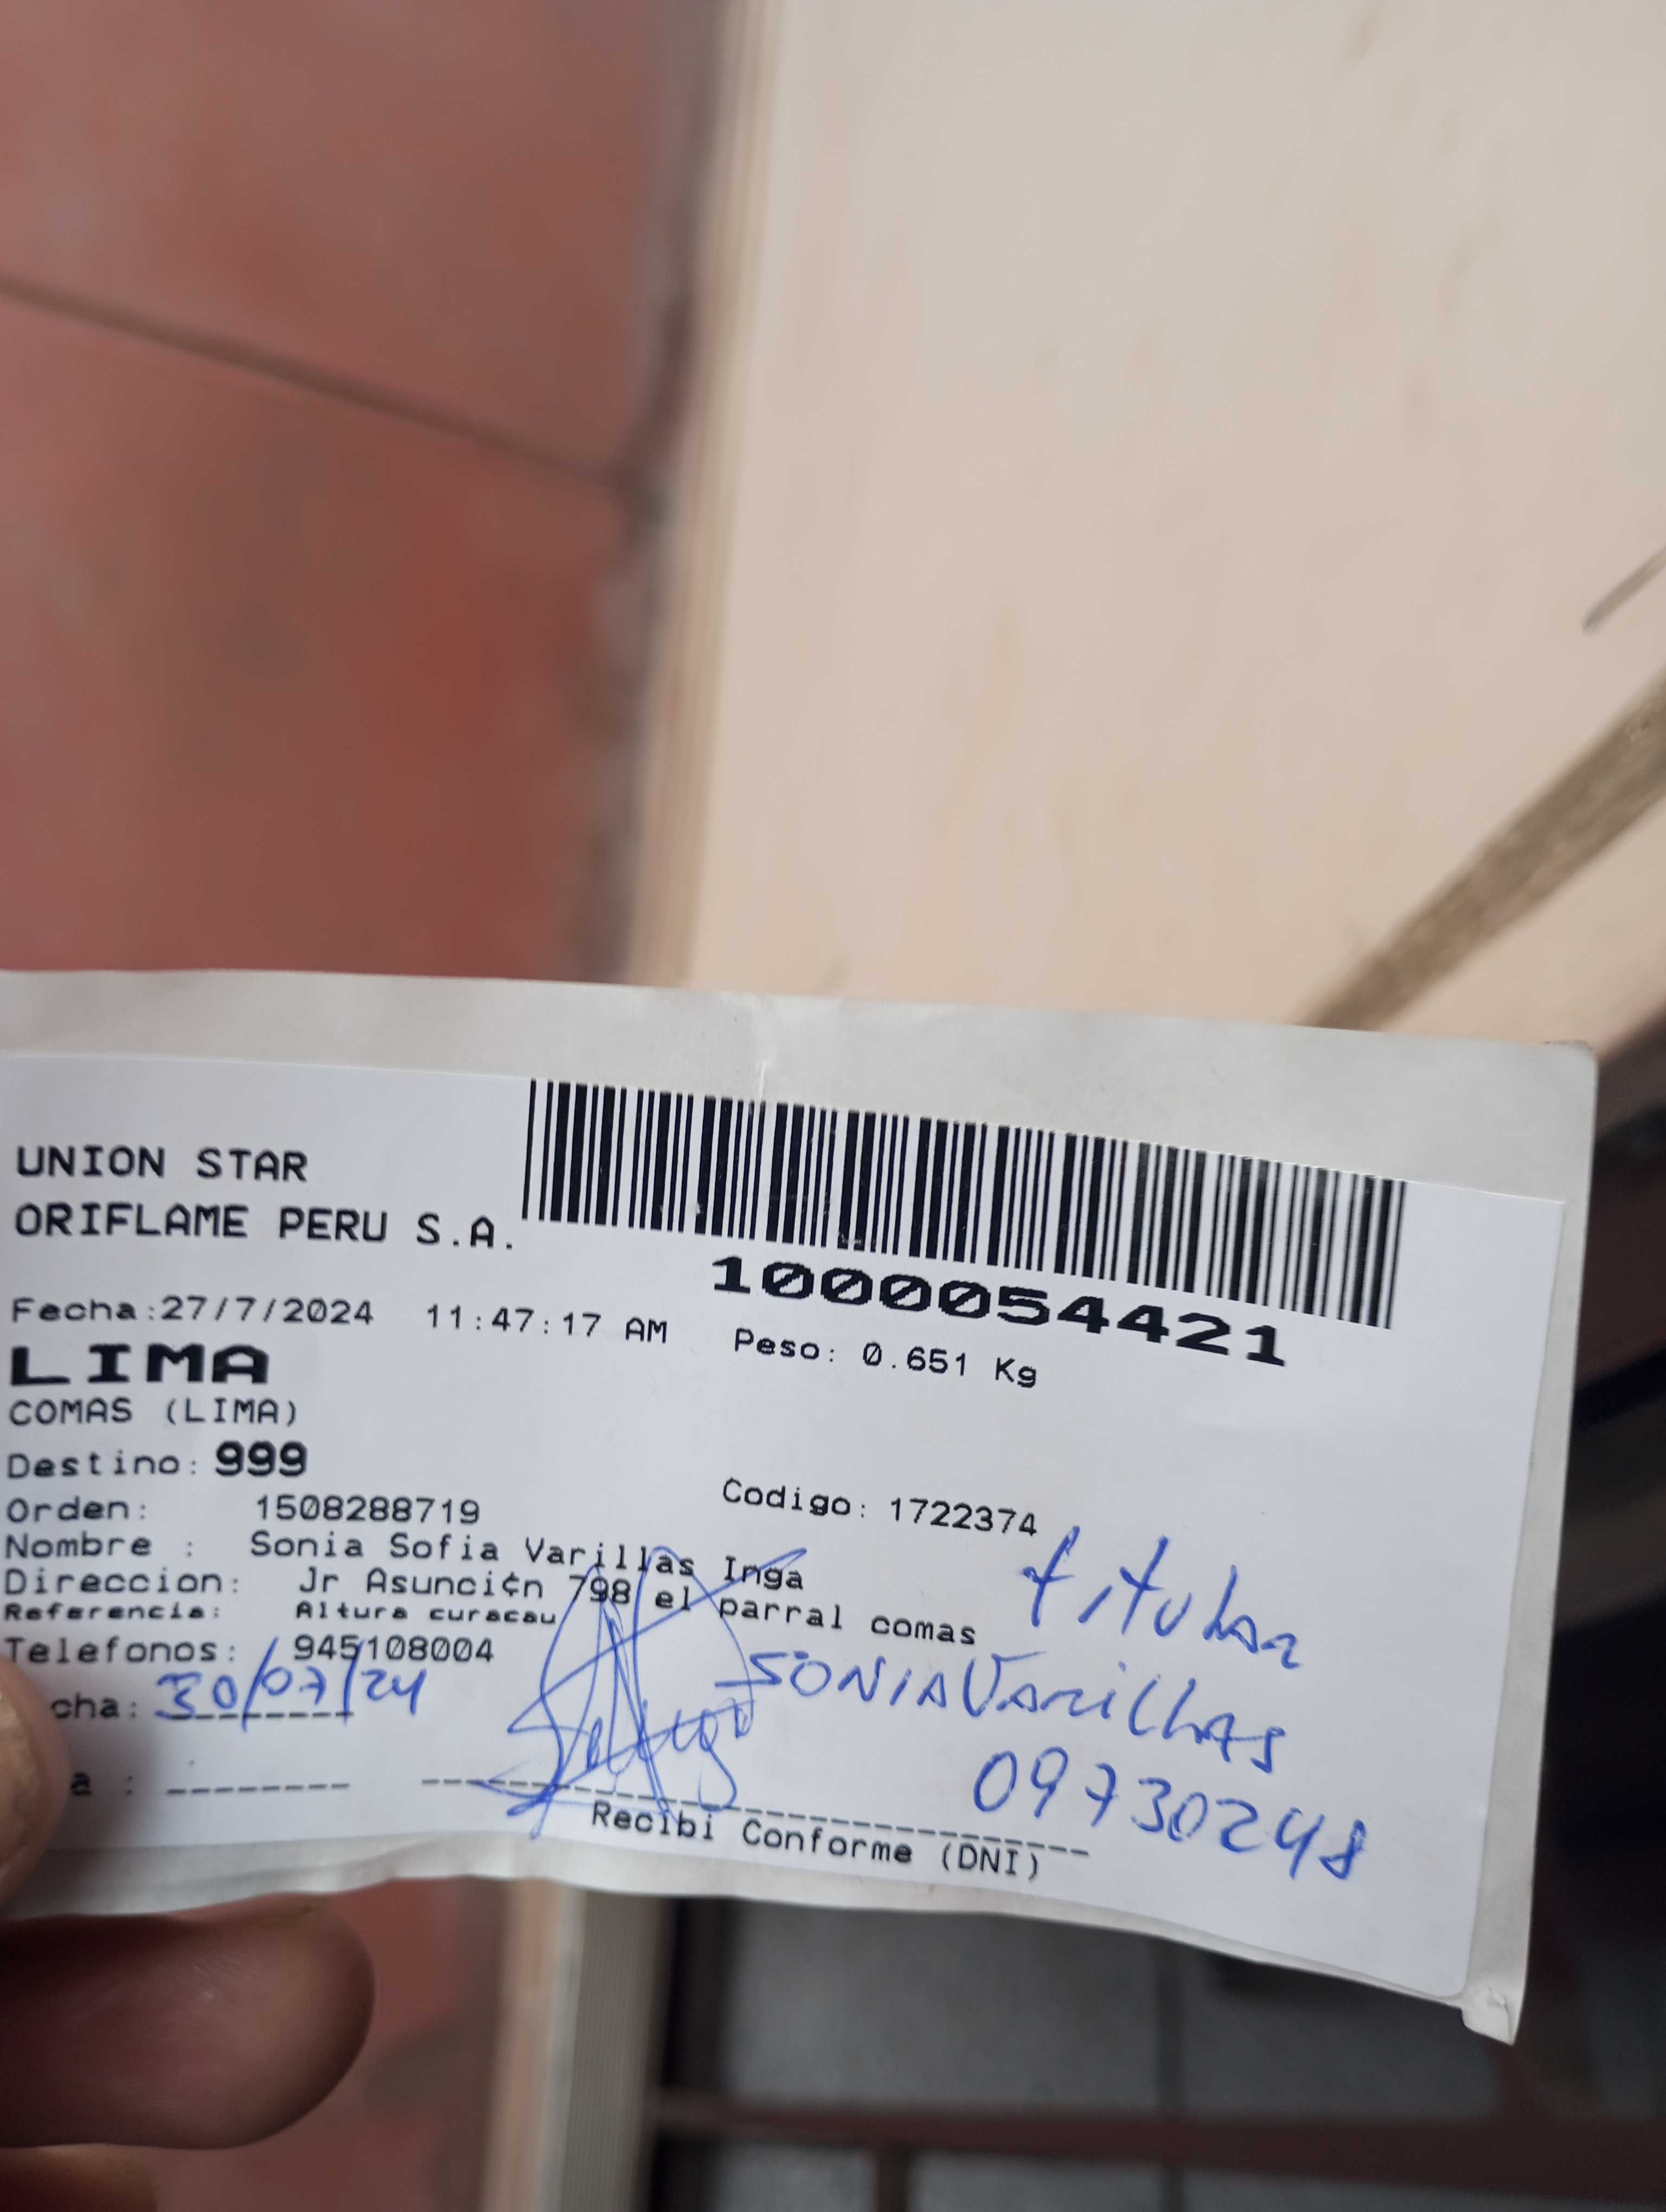 UNION STAR
ORIFLAME PERU S.A.
1000054421
Fecha:27/7/2024 11:47:17 AM Peso: 0.651 Kg
LIMA
COMAS (LIMA)
Destino: 999
Orden: 1508288719 Codigo: 1722374
Nombre : Sonia Sofia Varillas Inga
Direccion: Jr Asunci¢n 798 el parral comas
Referencia: Altura curacau
Telefonos: 945108004
titular
cha: 30/07/24
SONIA Varillas
09730248
a :
Recibi Conforme (DNI)